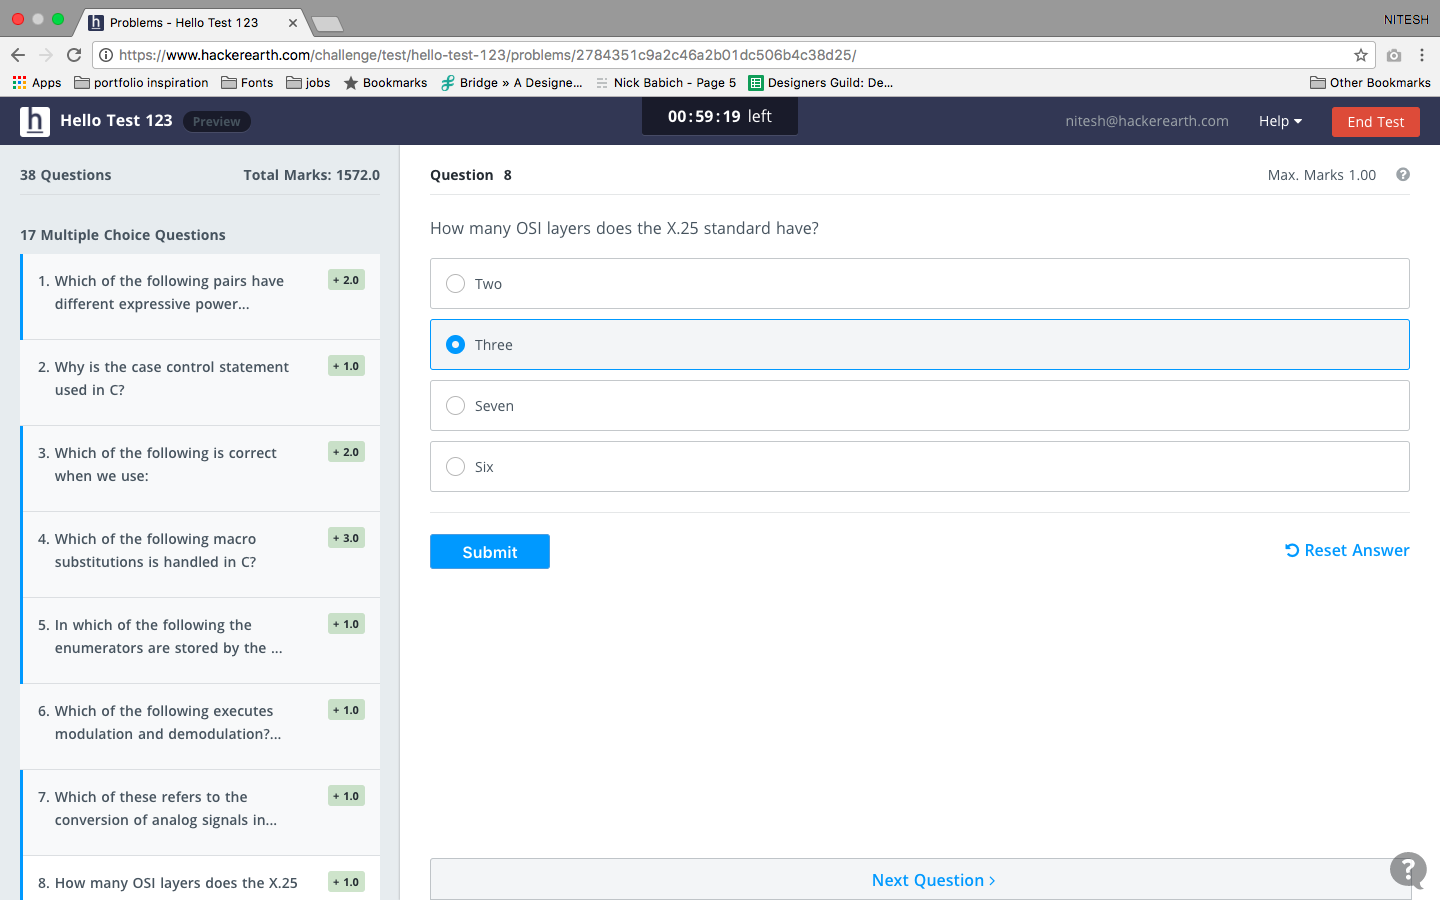 Problems - Hello Test 123
NITESH
https://www.hackerearth.com/challenge/test/hello-test-123/problems/2784351c9a2c46a2b01dc506b4c38d25/
Apps portfolio inspiration Fonts jobs Bookmarks Bridge » A Designe... Nick Babich - Page 5 Designers Guild: De... Other Bookmarks
h Hello Test 123 Preview 00:59:19 left nitesh@hackerearth.com Help End Test
38 Questions Total Marks: 1572.0
17 Multiple Choice Questions
1. Which of the following pairs have + 2.0
different expressive power...
2. Why is the case control statement + 1.0
used in C?
3. Which of the following is correct + 2.0
when we use:
4. Which of the following macro + 3.0
substitutions is handled in C?
5. In which of the following the + 1.0
enumerators are stored by the ...
6. Which of the following executes + 1.0
modulation and demodulation?...
7. Which of these refers to the + 1.0
conversion of analog signals in...
8. How many OSI layers does the X.25 + 1.0
Question 8 Max. Marks 1.00 ?
How many OSI layers does the X.25 standard have?
Two
Three
Seven
Six
Submit Reset Answer
Next Question >
?